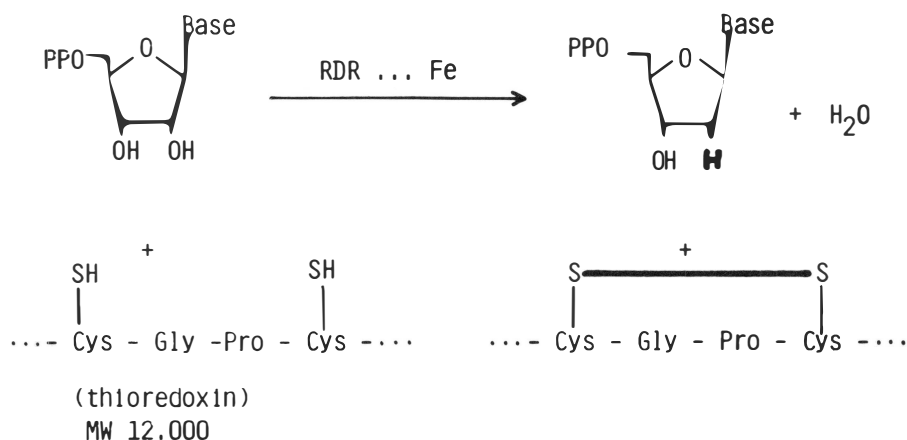 Base Base
PPO O RDR ... Fe PPO O
+ H2O
OH OH OH H
+ +
SH SH S S
....- Cys - Gly -Pro - Cys -.... ....- Cys - Gly - Pro - Cys -....
(thioredoxin)
MW 12.000